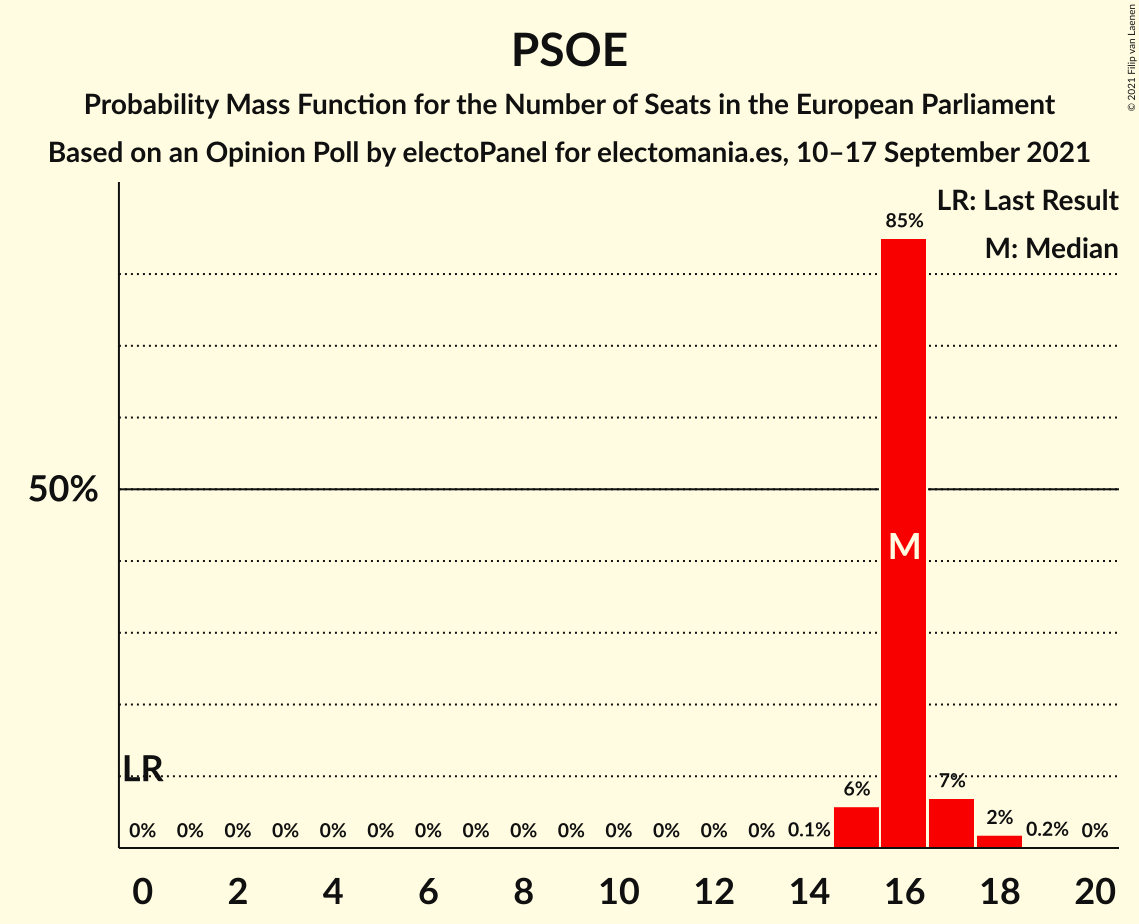 PSOE
Probability Mass Function for the Number of Seats in the European Parliament
Based on an Opinion Poll by electoPanel for electomania.es, 10–17 September 2021
© 2021 Filip van Laenen
LR: Last Result
M: Median
85%
50%
M
LR
6%
7%
2%
0% 0% 0% 0% 0% 0% 0% 0% 0% 0% 0% 0% 0% 0% 0.1% 0.2% 0%
0 2 4 6 8 10 12 14 16 18 20